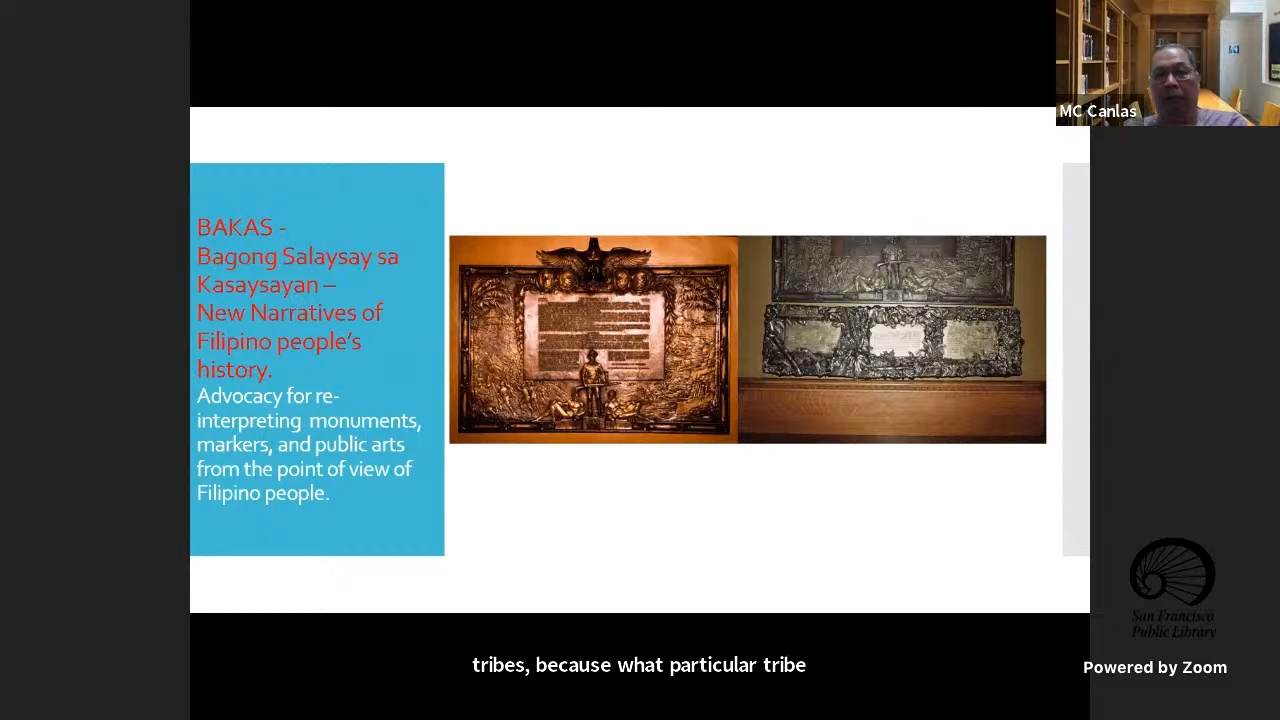 MC Canlas
BAKAS -
Bagong Salaysay sa
Kasaysayan –
New Narratives of
Filipino people's
history.
Advocacy for re-
interpreting monuments,
markers, and public arts
from the point of view of
Filipino people.
San Francisco
Public Library
tribes, because what particular tribe
Powered by Zoom